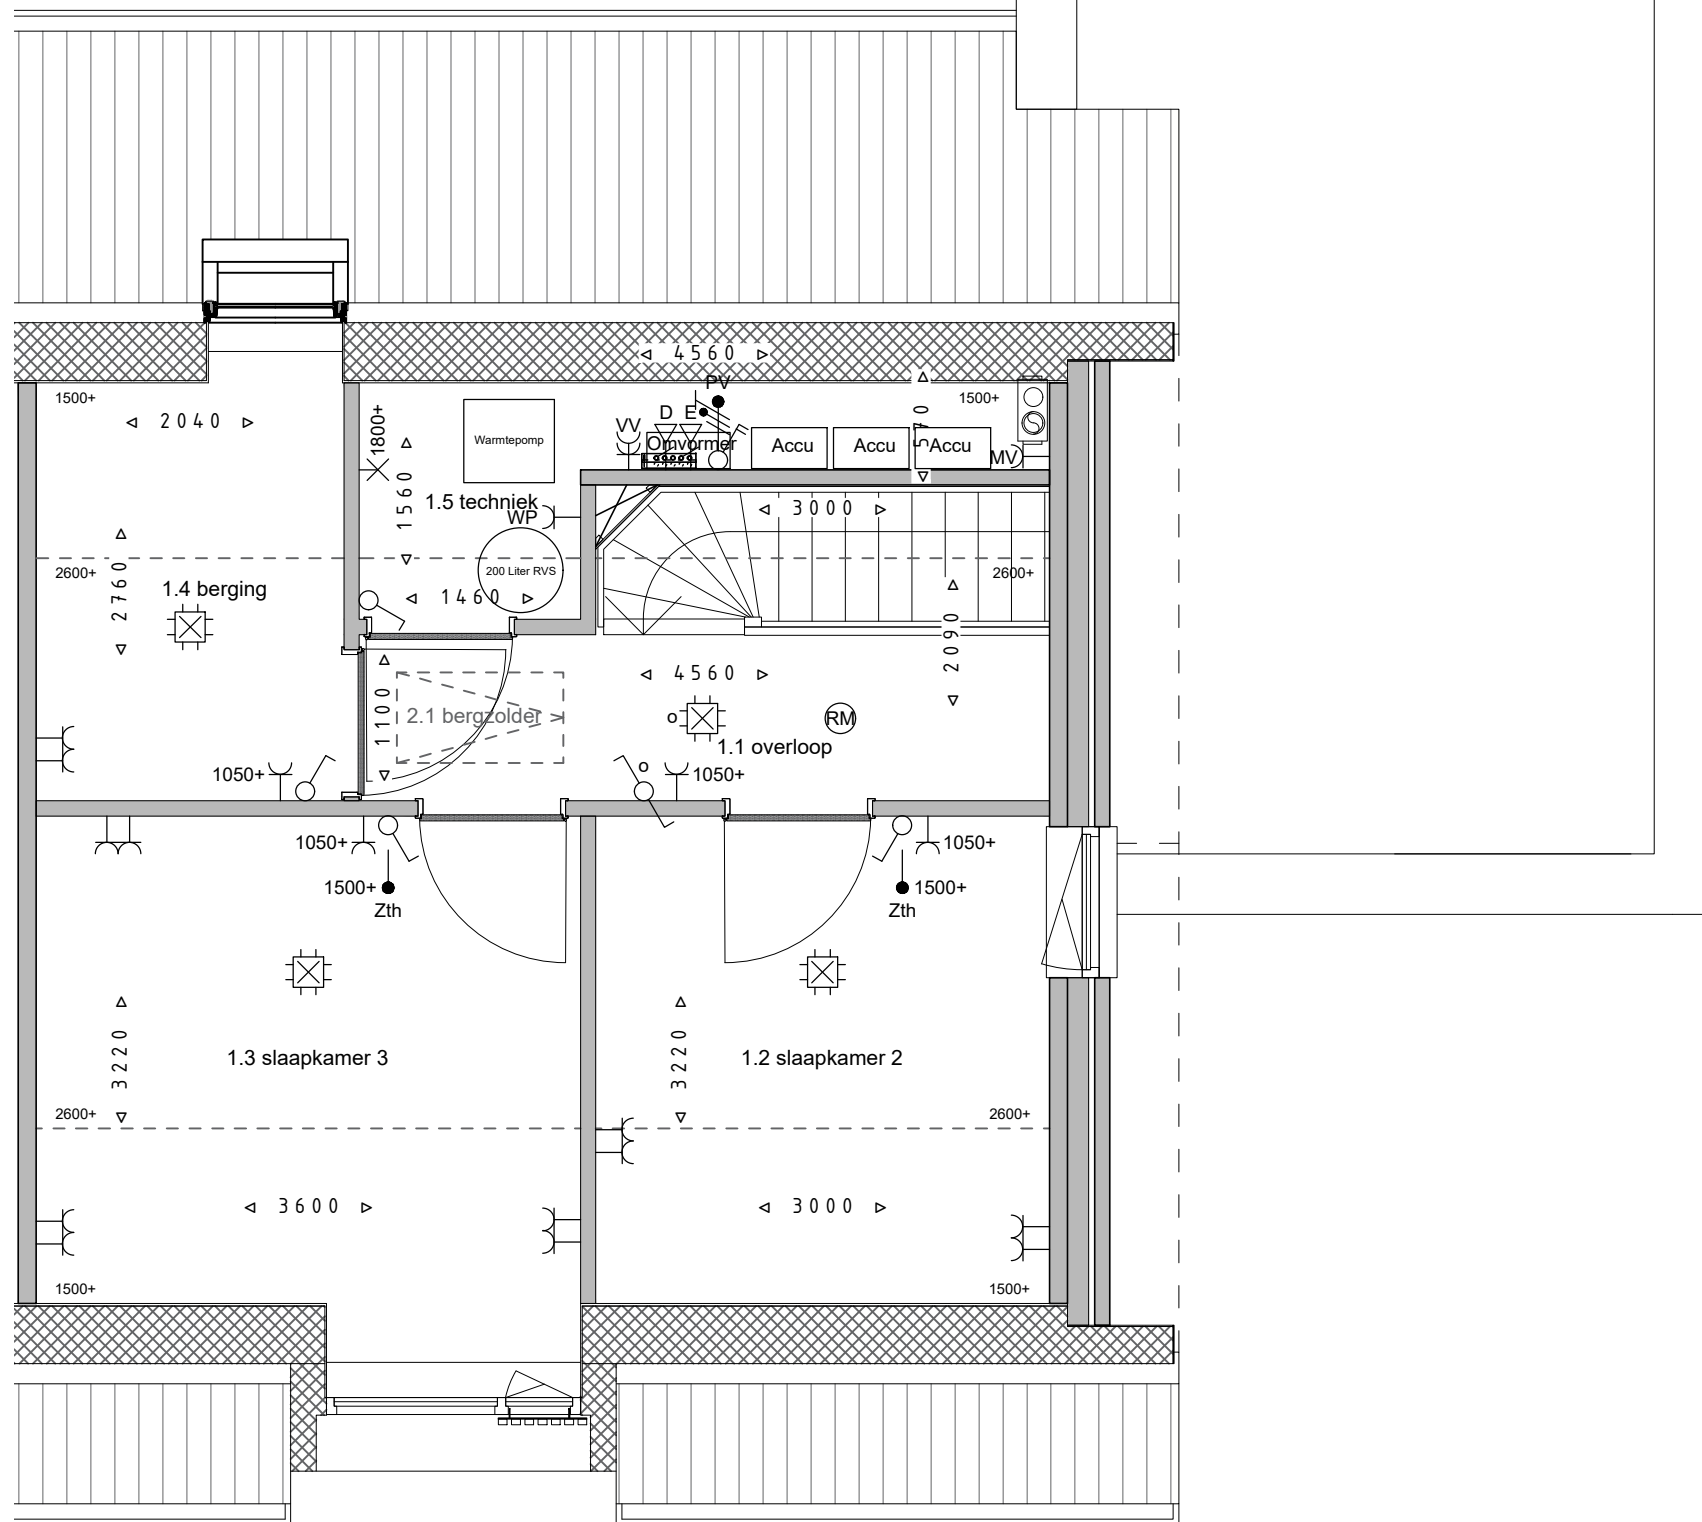 4560
PV
1500+
2040
1800+
D E
VV
Omvormer
Accu
Accu
Accu
570
1500+
MV
Warmtepomp
1560
1.5 techniek
WP
3000
2600+
2760
1.4 berging
200 Liter RVS
1460
2600+
2090
4560
1100
2.1 bergzolder
o
RM
1.1 overloop
1050+
o
1050+
1050+
1500+
Zth
1050+
1500+
Zth
3220
1.3 slaapkamer 3
3220
1.2 slaapkamer 2
2600+
2600+
3600
3000
1500+
1500+